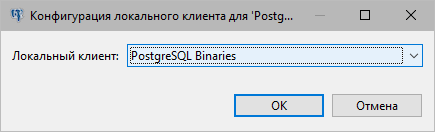 Конфигурация локального клиента для 'Postg...
Локальный клиент: PostgreSQL Binaries
OK Отмена